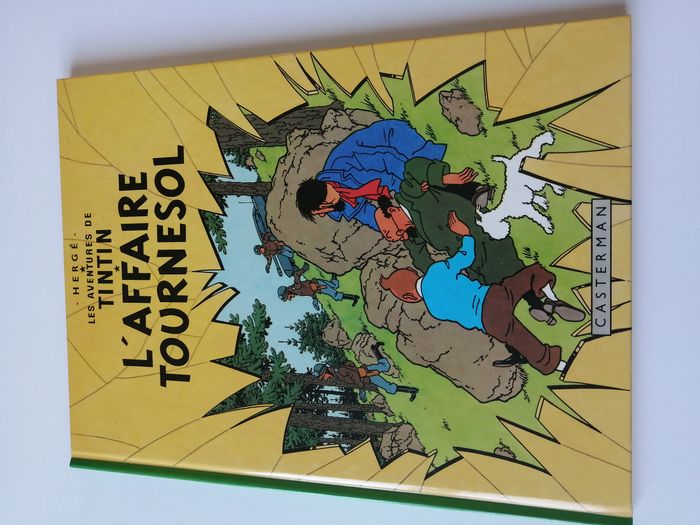 - HERGÉ -
★
LES AVENTURES DE
TINTIN
★
L'AFFAIRE
TOURNESOL
CASTERMAN